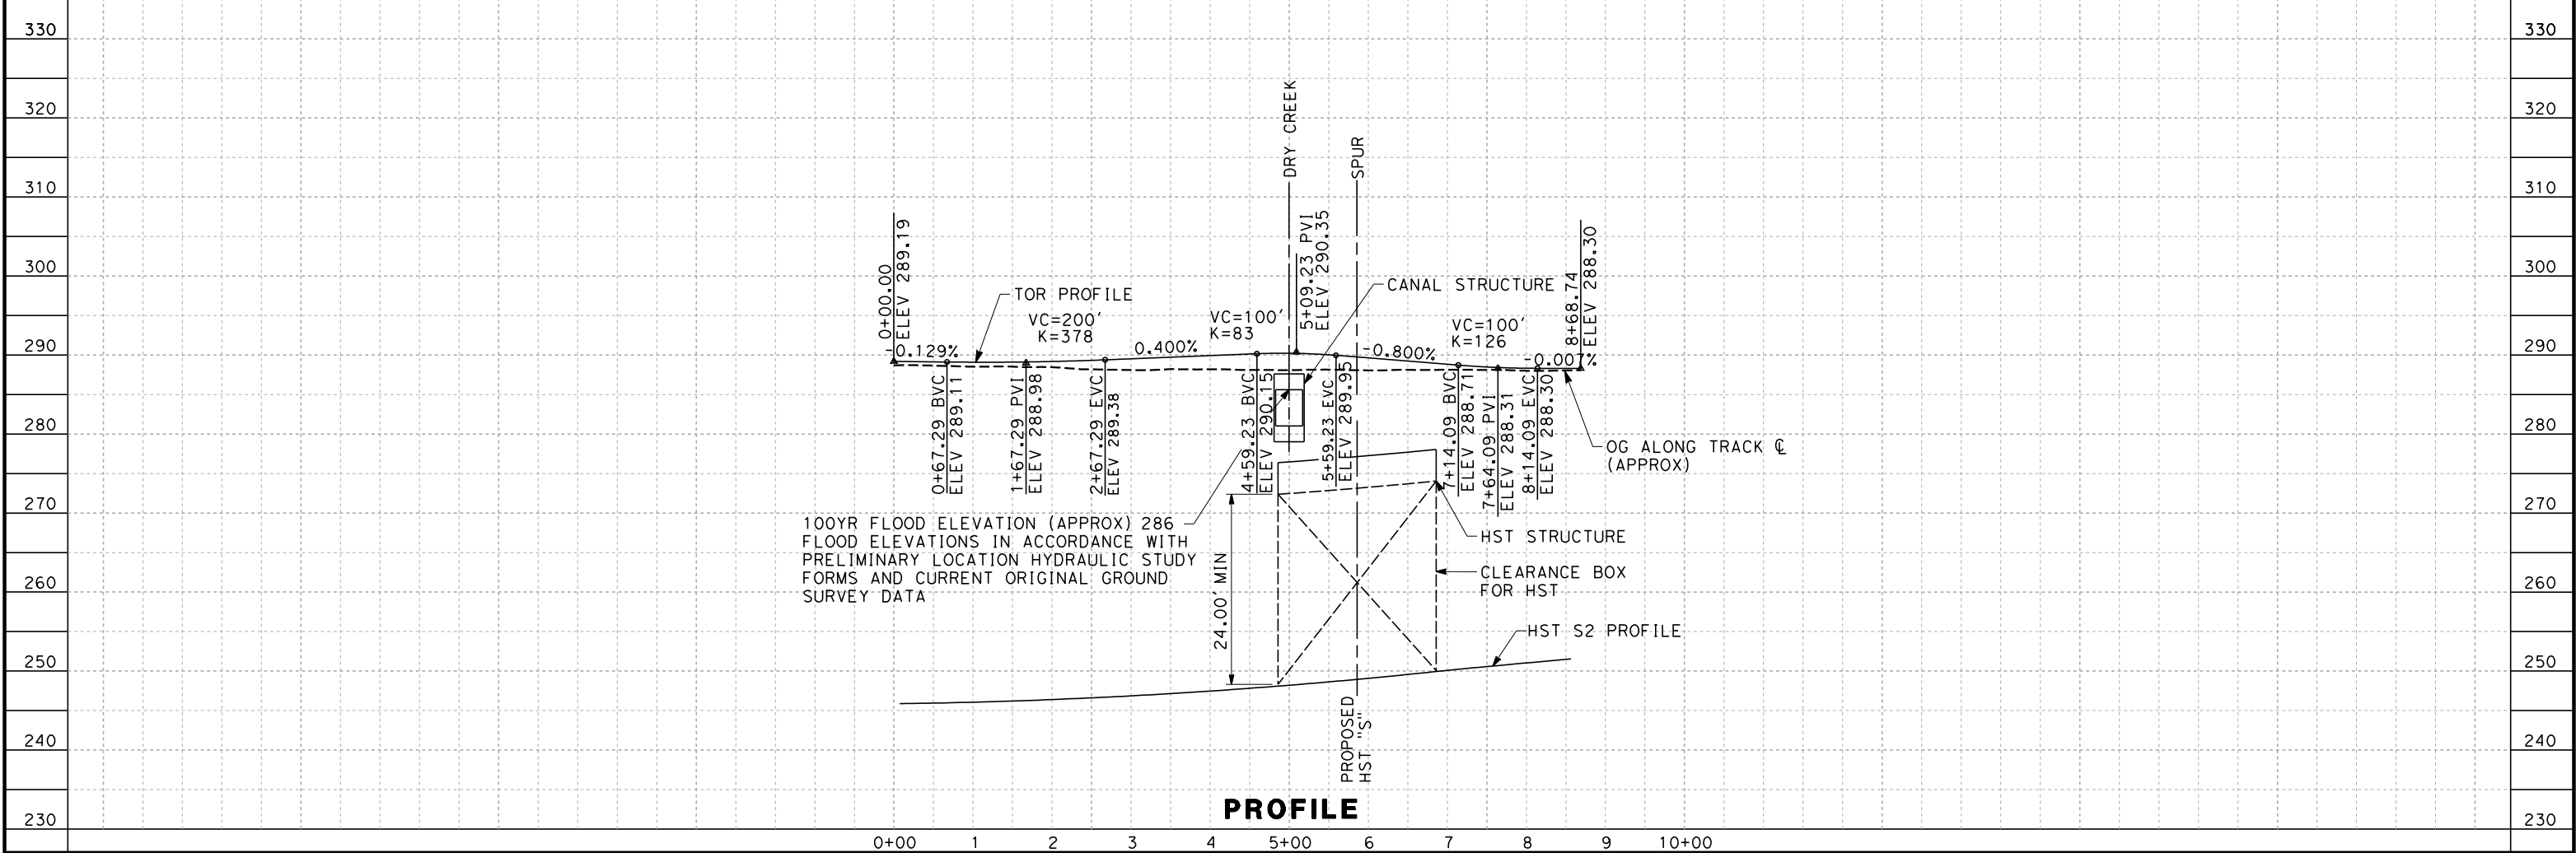 330
330
320
320
310
310
300
300
290
290
280
280
270
270
260
260
250
250
240
240
230
230
DRY CREEK
SPUR
0+00.00
ELEV 289.19
5+09.23 PVI
ELEV 290.35
8+68.74
ELEV 288.30
TOR PROFILE
CANAL STRUCTURE
VC=200'
K=378
VC=100'
K=83
VC=100'
K=126
-0.129%
0.400%
-0.800%
-0.007%
0+67.29 BVC
ELEV 289.11
1+67.29 PVI
ELEV 288.98
2+67.29 EVC
ELEV 289.38
4+59.23 BVC
ELEV 290.15
5+59.23 EVC
ELEV 289.95
7+14.09 BVC
ELEV 288.71
7+64.09 PVI
ELEV 288.31
8+14.09 EVC
ELEV 288.30
OG ALONG TRACK ℄
(APPROX)
100YR FLOOD ELEVATION (APPROX) 286
FLOOD ELEVATIONS IN ACCORDANCE WITH
PRELIMINARY LOCATION HYDRAULIC STUDY
FORMS AND CURRENT ORIGINAL GROUND
SURVEY DATA
24.00' MIN
HST STRUCTURE
CLEARANCE BOX
FOR HST
HST S2 PROFILE
PROPOSED
HST "S"
PROFILE
0+00 1 2 3 4 5+00 6 7 8 9 10+00